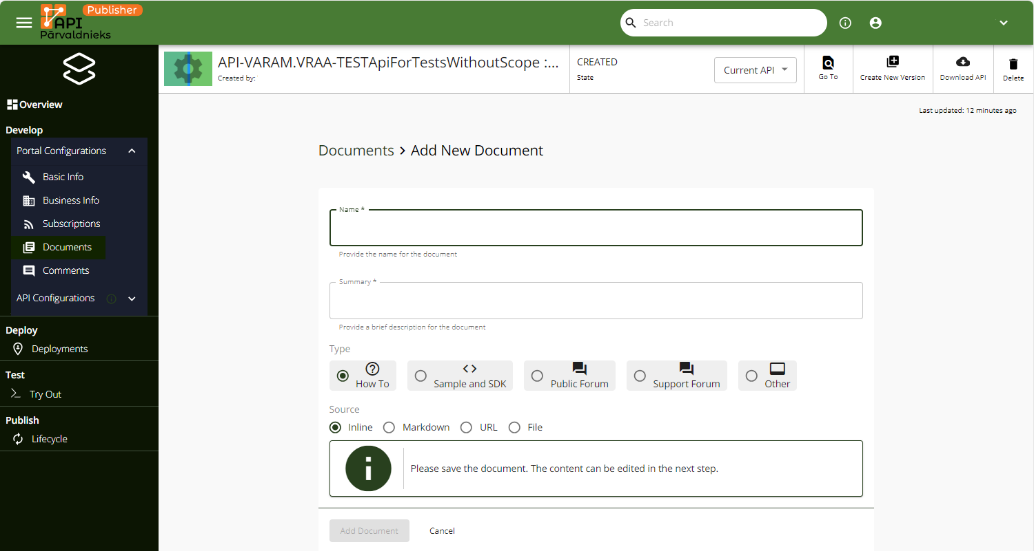 Publisher
API
Pārvaldnieks
Search
API-VARAM.VRAA-TESTApiForTestsWithoutScope :...
Created by:
CREATED
State
Current API
Go To
Create New Version
Download API
Delete
Last updated: 12 minutes ago
Overview
Develop
Portal Configurations
Basic Info
Business Info
Subscriptions
Documents
Comments
API Configurations
Deploy
Deployments
Test
Try Out
Publish
Lifecycle
Documents > Add New Document
Name *
Provide the name for the document
Summary *
Provide a brief description for the document
Type
How To
Sample and SDK
Public Forum
Support Forum
Other
Source
Inline Markdown URL File
Please save the document. The content can be edited in the next step.
Add Document Cancel